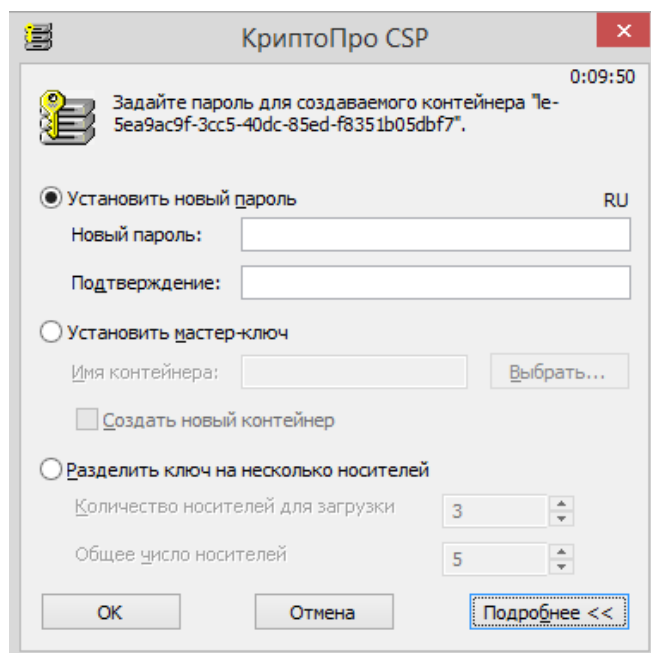 КриптоПро CSP
0:09:50
Задайте пароль для создаваемого контейнера "le-
5ea9ac9f-3cc5-40dc-85ed-f8351b05dbf7".
Установить новый пароль RU
Новый пароль:
Подтверждение:
Установить мастер-ключ
Имя контейнера: Выбрать...
Создать новый контейнер
Разделить ключ на несколько носителей
Количество носителей для загрузки 3
Общее число носителей 5
ОК Отмена Подробнее <<